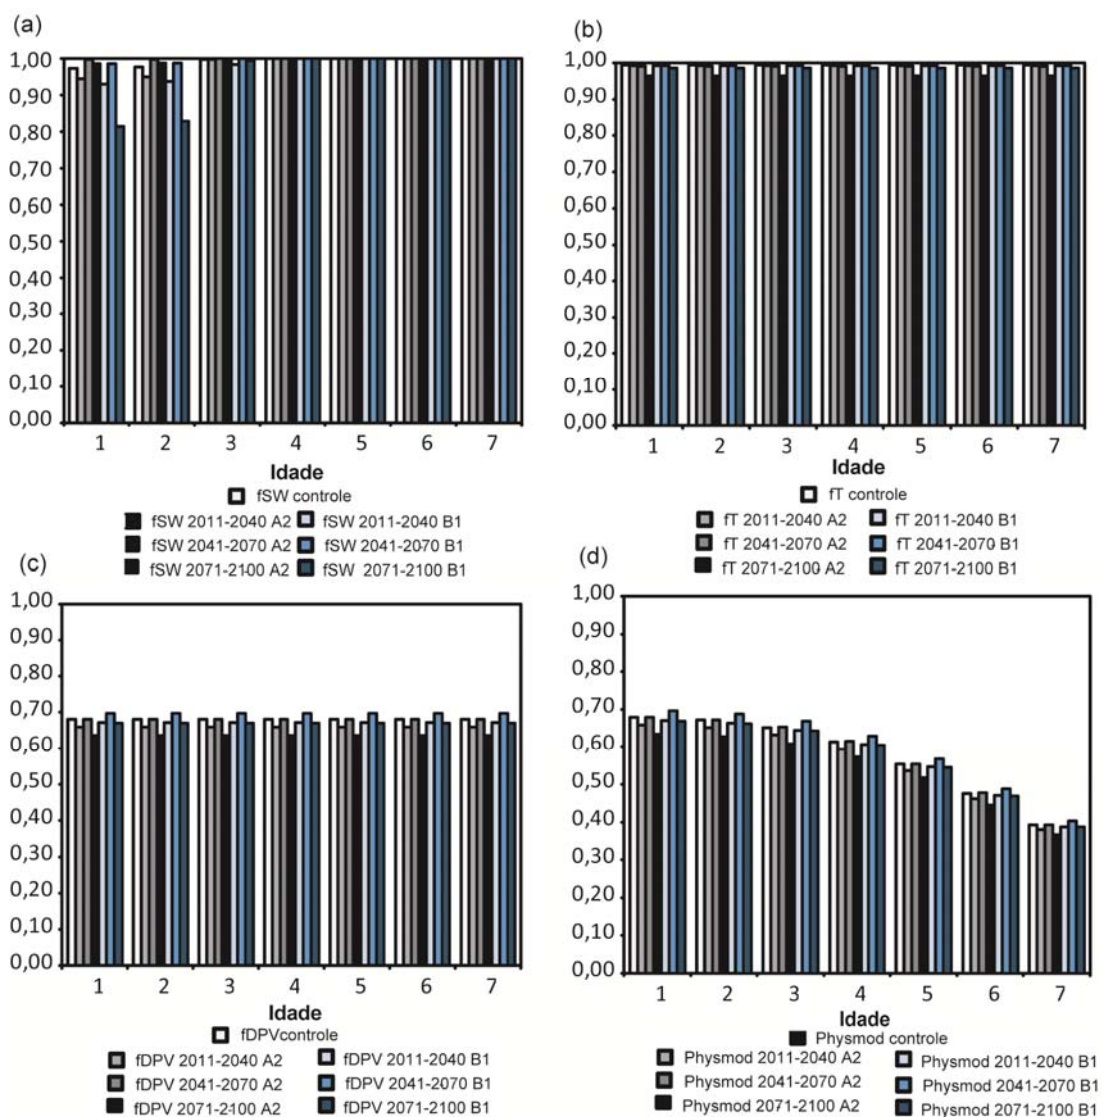 (a)
1,00
0,90
0,80
0,70
0,60
0,50
0,40
0,30
0,20
0,10
0,00
1 2 3 4 5 6 7
Idade
fSW controle
fSW 2011-2040 A2 fSW 2011-2040 B1
fSW 2041-2070 A2 fSW 2041-2070 B1
fSW 2071-2100 A2 fSW 2071-2100 B1
(b)
1,00
0,90
0,80
0,70
0,60
0,50
0,40
0,30
0,20
0,10
0,00
1 2 3 4 5 6 7
Idade
fT controle
fT 2011-2040 A2 fT 2011-2040 B1
fT 2041-2070 A2 fT 2041-2070 B1
fT 2071-2100 A2 fT 2071-2100 B1
(c)
1,00
0,90
0,80
0,70
0,60
0,50
0,40
0,30
0,20
0,10
0,00
1 2 3 4 5 6 7
Idade
fDPVcontrole
fDPV 2011-2040 A2 fDPV 2011-2040 B1
fDPV 2041-2070 A2 fDPV 2041-2070 B1
fDPV 2071-2100 A2 fDPV 2071-2100 B1
(d)
1,00
0,90
0,80
0,70
0,60
0,50
0,40
0,30
0,20
0,10
0,00
1 2 3 4 5 6 7
Idade
Physmod controle
Physmod 2011-2040 A2 Physmod 2011-2040 B1
Physmod 2041-2070 A2 Physmod 2041-2070 B1
Physmod 2071-2100 A2 Physmod 2071-2100 B1